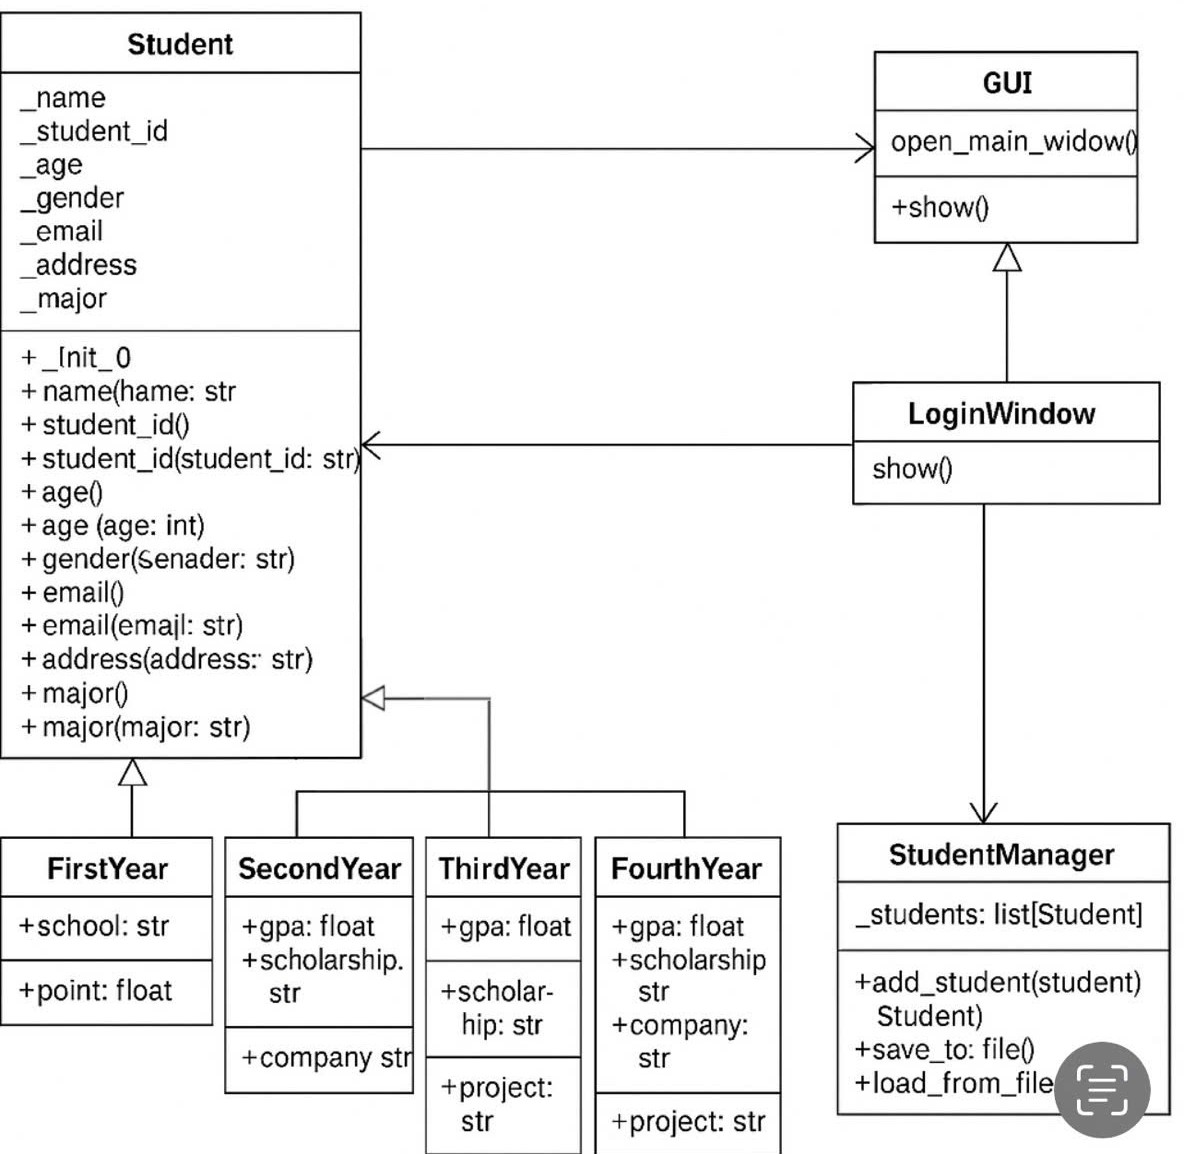 Student
_name
_student_id
_age
_gender
_email
_address
_major
+ _[nit_0
+ name(hame: str
+ student_id()
+ student_id(student_id: str)
+ age()
+ age (age: int)
+ gender(Senader: str)
+ email()
+ email(emajl: str)
+ address(address: str)
+ major()
+ major(major: str)
GUI
open_main_widow()
+show()
LoginWindow
show()
FirstYear
+school: str
+point: float
SecondYear
+gpa: float
+scholarship.
str
+company str
ThirdYear
+gpa: float
+scholar-
hip: str
+project:
str
FourthYear
+gpa: float
+scholarship
str
+company:
str
+project: str
StudentManager
_students: list[Student]
+add_student(student)
Student)
+save_to: file()
+load_from_file